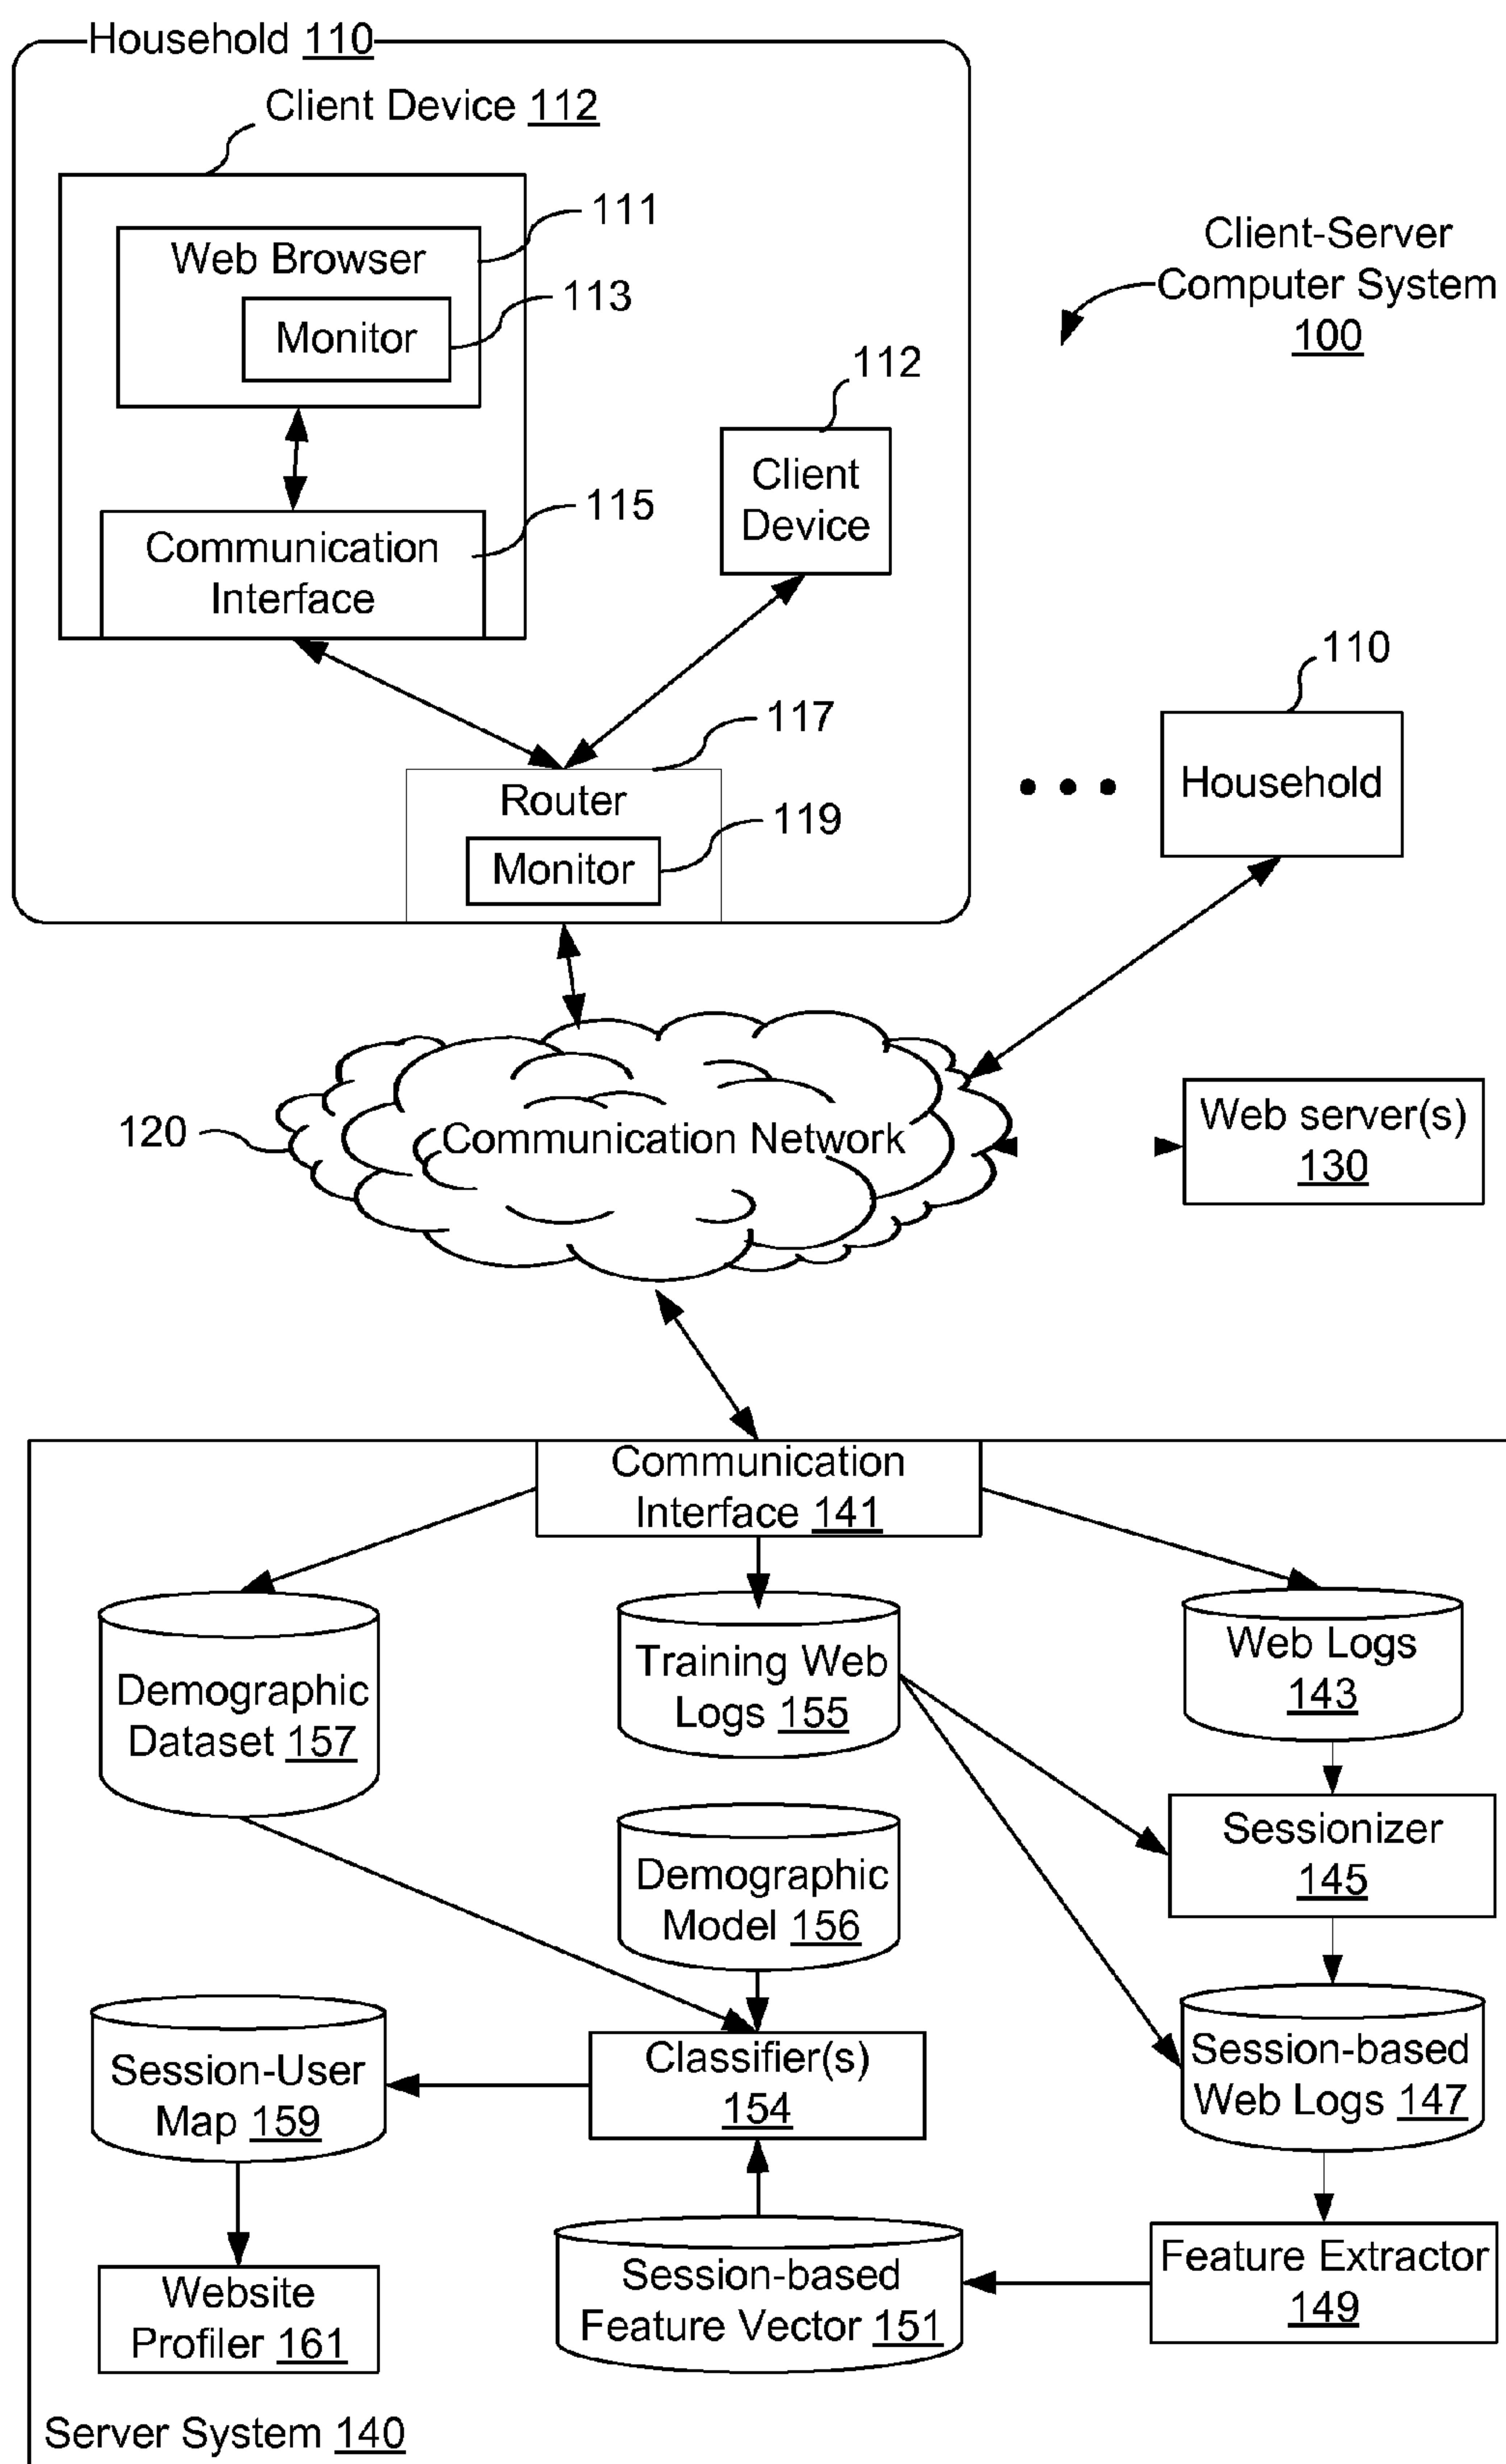 Household 110
Client Device 112
111
Web Browser
113
Monitor
Client-Server
Computer System
100
112
Client
Device
115
Communication
Interface
110
Household
117
Router
119
Monitor
120
Communication Network
Web server(s)
130
Communication
Interface 141
Demographic
Dataset 157
Training Web
Logs 155
Web Logs
143
Sessionizer
145
Demographic
Model 156
Session-User
Map 159
Classifier(s)
154
Session-based
Web Logs 147
Website
Profiler 161
Session-based
Feature Vector 151
Feature Extractor
149
Server System 140